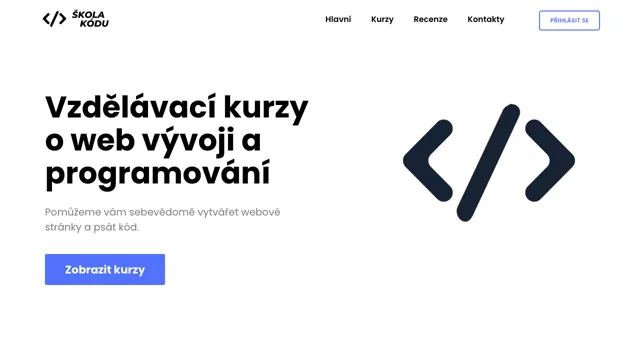 ŠKOLA
KÓDU
Hlavní
Kurzy
Recenze
Kontakty
PŘIHLÁSIT SE
Vzdělávací kurzy
o web vývoji a
programování
Pomůžeme vám sebevědomě vytvářet webové
stránky a psát kód.
Zobrazit kurzy